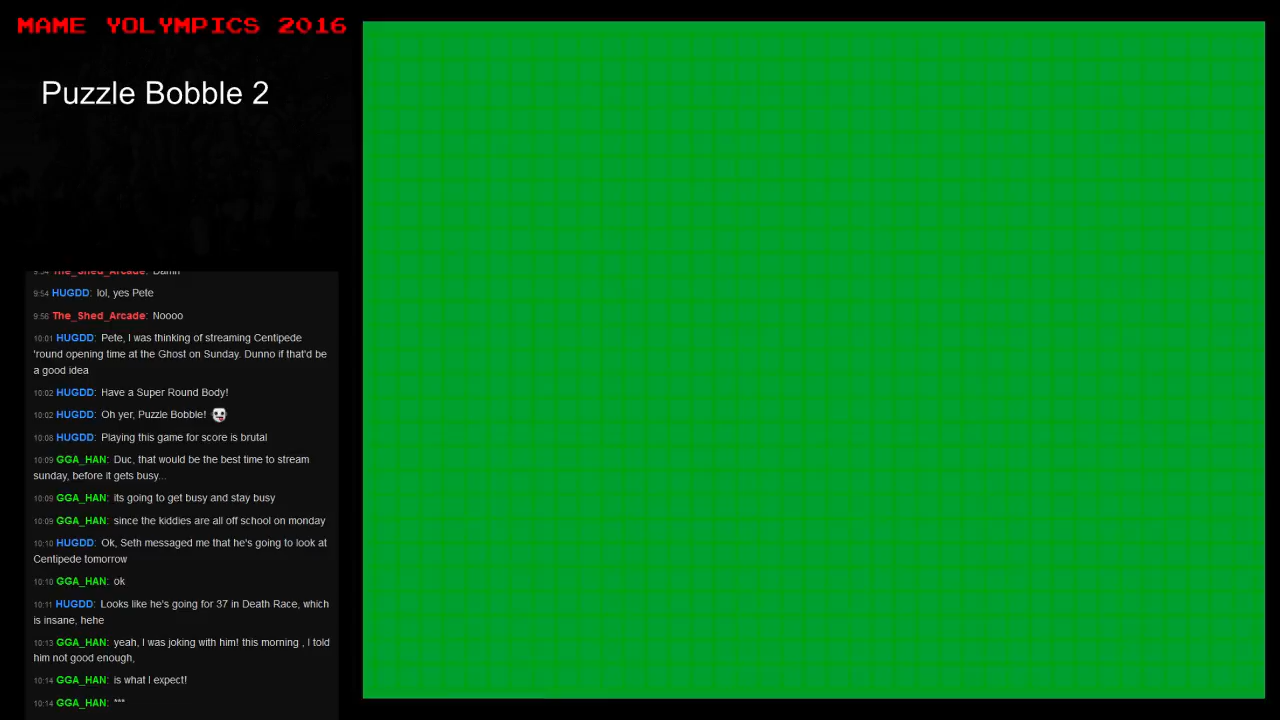 MAME YOLYMPICS 2016
Puzzle Bobble 2
9:54 The_Shed_Arcade: Damn
9:54 HUGDD: lol, yes Pete
9:56 The_Shed_Arcade: Noooo
10:01 HUGDD: Pete, I was thinking of streaming Centipede
'round opening time at the Ghost on Sunday. Dunno if that'd be
a good idea
10:02 HUGDD: Have a Super Round Body!
10:02 HUGDD: Oh yer, Puzzle Bobble!
10:08 HUGDD: Playing this game for score is brutal
10:09 GGA_HAN: Duc, that would be the best time to stream
sunday, before it gets busy...
10:09 GGA_HAN: its going to get busy and stay busy
10:09 GGA_HAN: since the kiddies are all off school on monday
10:10 HUGDD: Ok, Seth messaged me that he's going to look at
Centipede tomorrow
10:10 GGA_HAN: ok
10:11 HUGDD: Looks like he's going for 37 in Death Race, which
is insane, hehe
10:13 GGA_HAN: yeah, I was joking with him! this morning , I told
him not good enough,
10:14 GGA_HAN: is what I expect!
10:14 GGA_HAN: ***